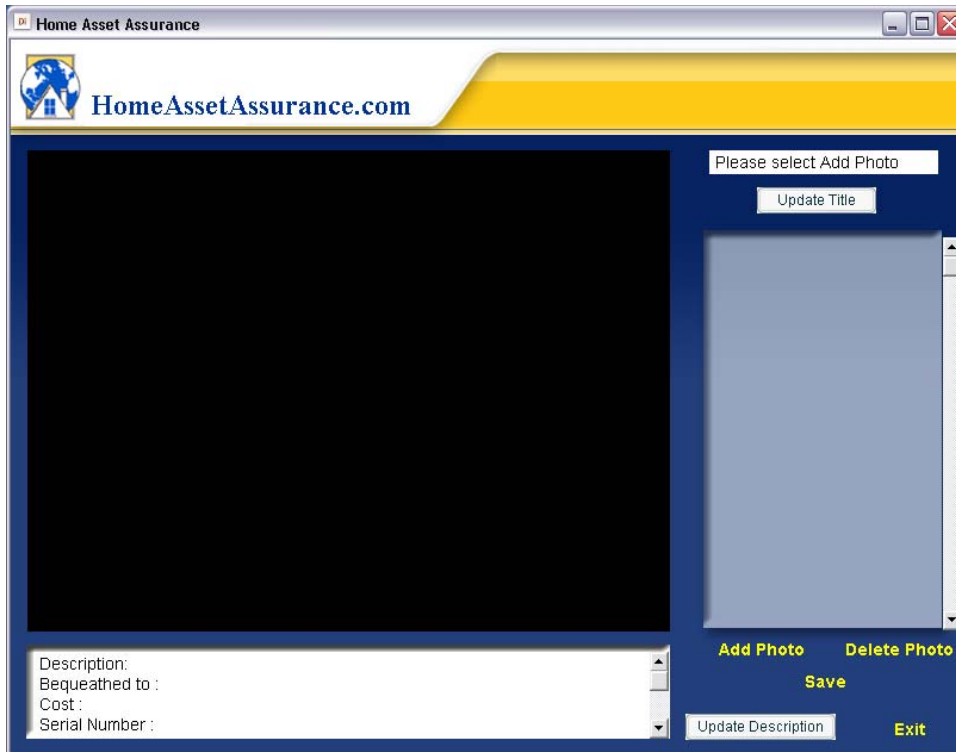 Di Home Asset Assurance
HomeAssetAssurance.com
Please select Add Photo
Update Title
Add Photo Delete Photo
Save
Description:
Bequeathed to :
Cost :
Serial Number :
Update Description Exit